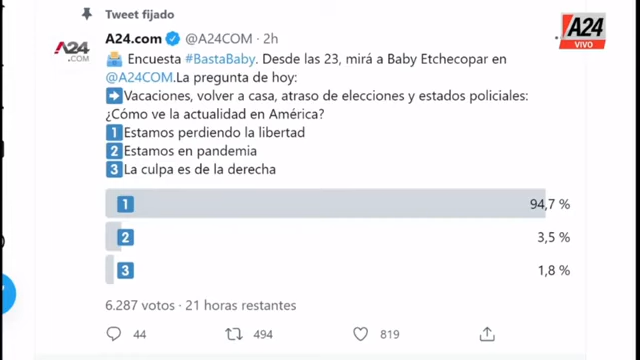 Tweet fijado
A24.com @A24COM · 2h
Encuesta #BastaBaby. Desde las 23, mirá a Baby Etchecopar en
@A24COM.La pregunta de hoy:
➡Vacaciones, volver a casa, atraso de elecciones y estados policiales:
¿Cómo ve la actualidad en América?
1 Estamos perdiendo la libertad
2 Estamos en pandemia
3 La culpa es de la derecha
1 94,7 %
2 3,5 %
3 1,8 %
6.287 votos · 21 horas restantes
44 494 819
A24
.COM
A24
VIVO